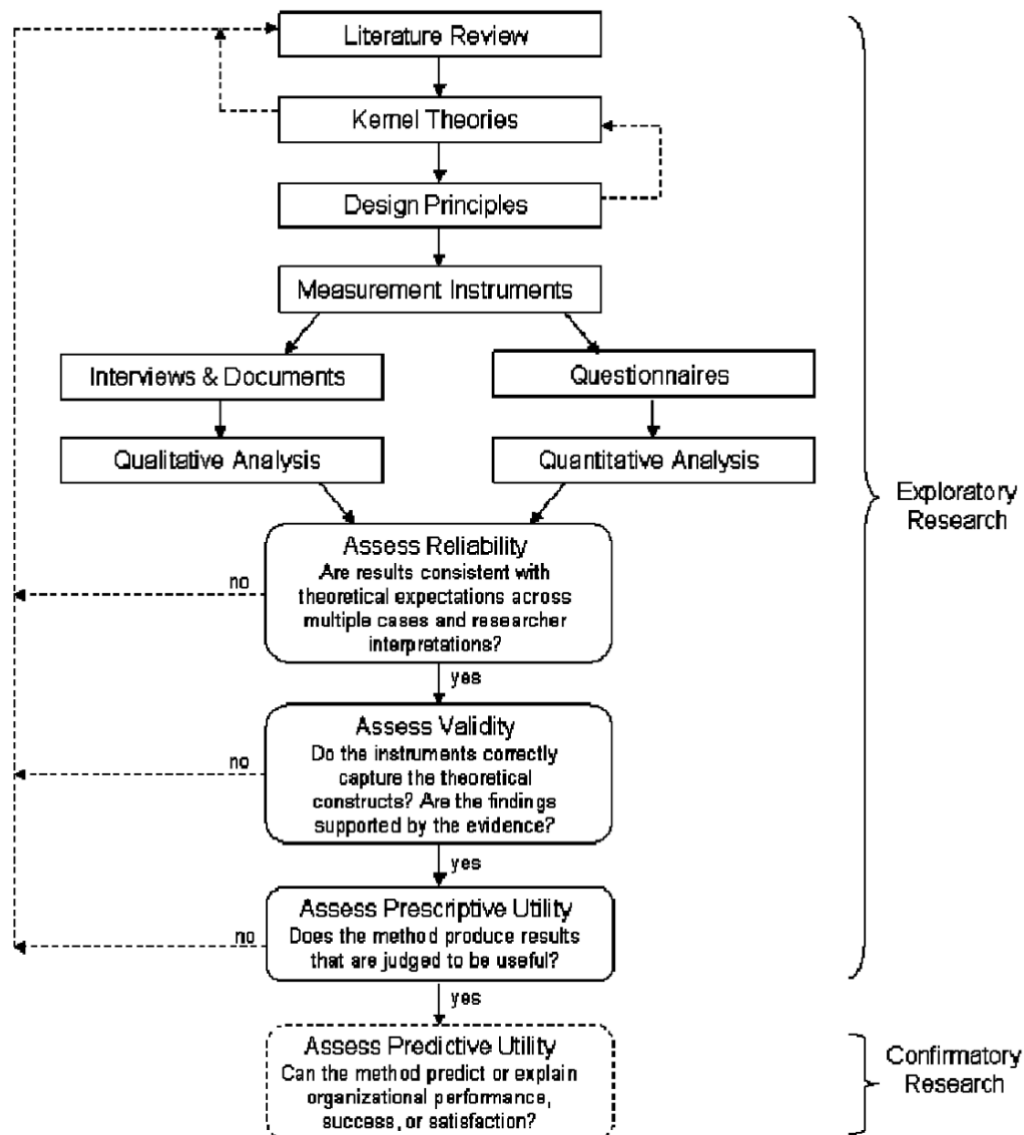 Literature Review
Kernel Theories
Design Principles
Measurement Instruments
Interviews & Documents
Questionnaires
Qualitative Analysis
Quantitative Analysis
Exploratory
Research
Assess Reliability
Are results consistent with
theoretical expectations across
multiple cases and researcher
interpretations?
no
yes
Assess Validity
Do the instruments correctly
capture the theoretical
constructs? Are the findings
supported by the evidence?
no
yes
Assess Prescriptive Utility
Does the method produce results
that are judged to be useful?
no
yes
Assess Predictive Utility
Can the method predict or explain
organizational performance,
success, or satisfaction?
Confirmatory
Research